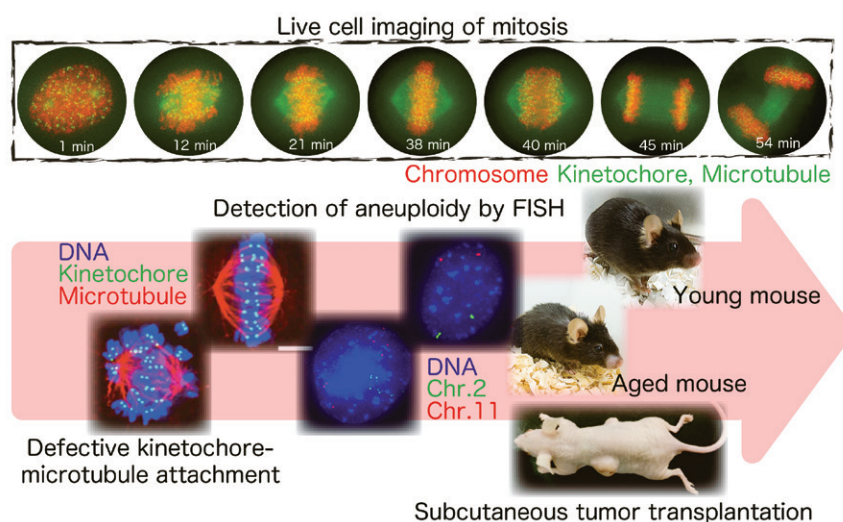 Live cell imaging of mitosis
1 min
12 min
21 min
38 min
40 min
45 min
54 min
Chromosome Kinetochore, Microtubule
Detection of aneuploidy by FISH
DNA
Kinetochore
Microtubule
Young mouse
DNA
Chr.2
Chr.11
Aged mouse
Defective kinetochore-
microtubule attachment
Subcutaneous tumor transplantation